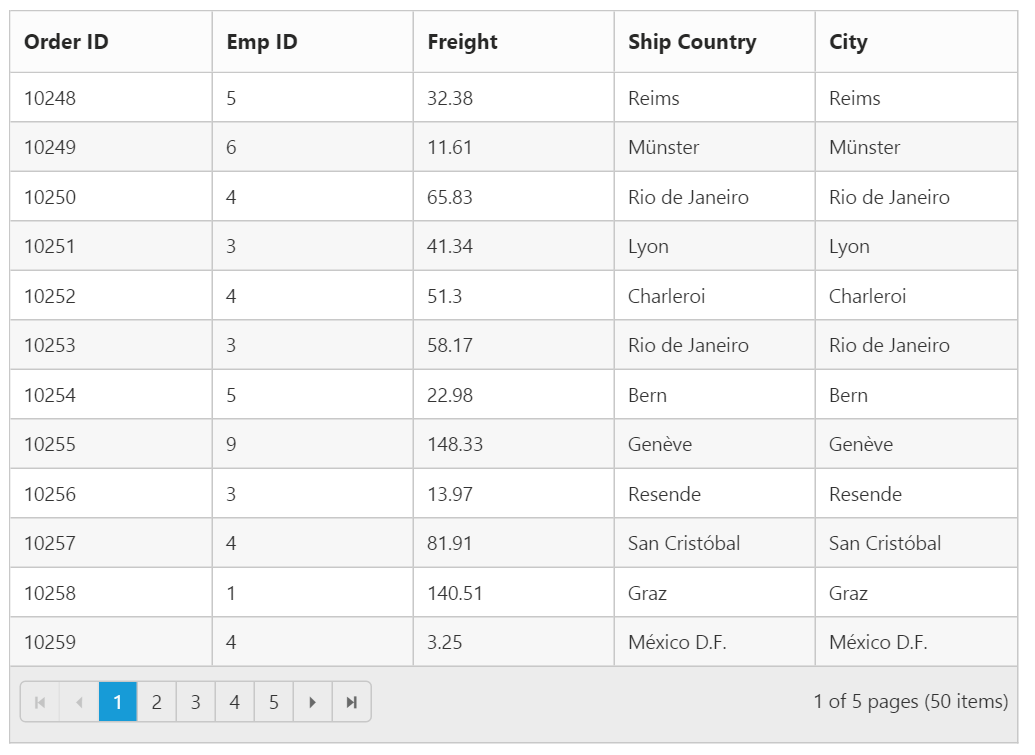 Order ID Emp ID Freight Ship Country City
10248 5 32.38 Reims Reims
10249 6 11.61 Münster Münster
10250 4 65.83 Rio de Janeiro Rio de Janeiro
10251 3 41.34 Lyon Lyon
10252 4 51.3 Charleroi Charleroi
10253 3 58.17 Rio de Janeiro Rio de Janeiro
10254 5 22.98 Bern Bern
10255 9 148.33 Genève Genève
10256 3 13.97 Resende Resende
10257 4 81.91 San Cristóbal San Cristóbal
10258 1 140.51 Graz Graz
10259 4 3.25 México D.F. México D.F.
1 2 3 4 5 1 of 5 pages (50 items)